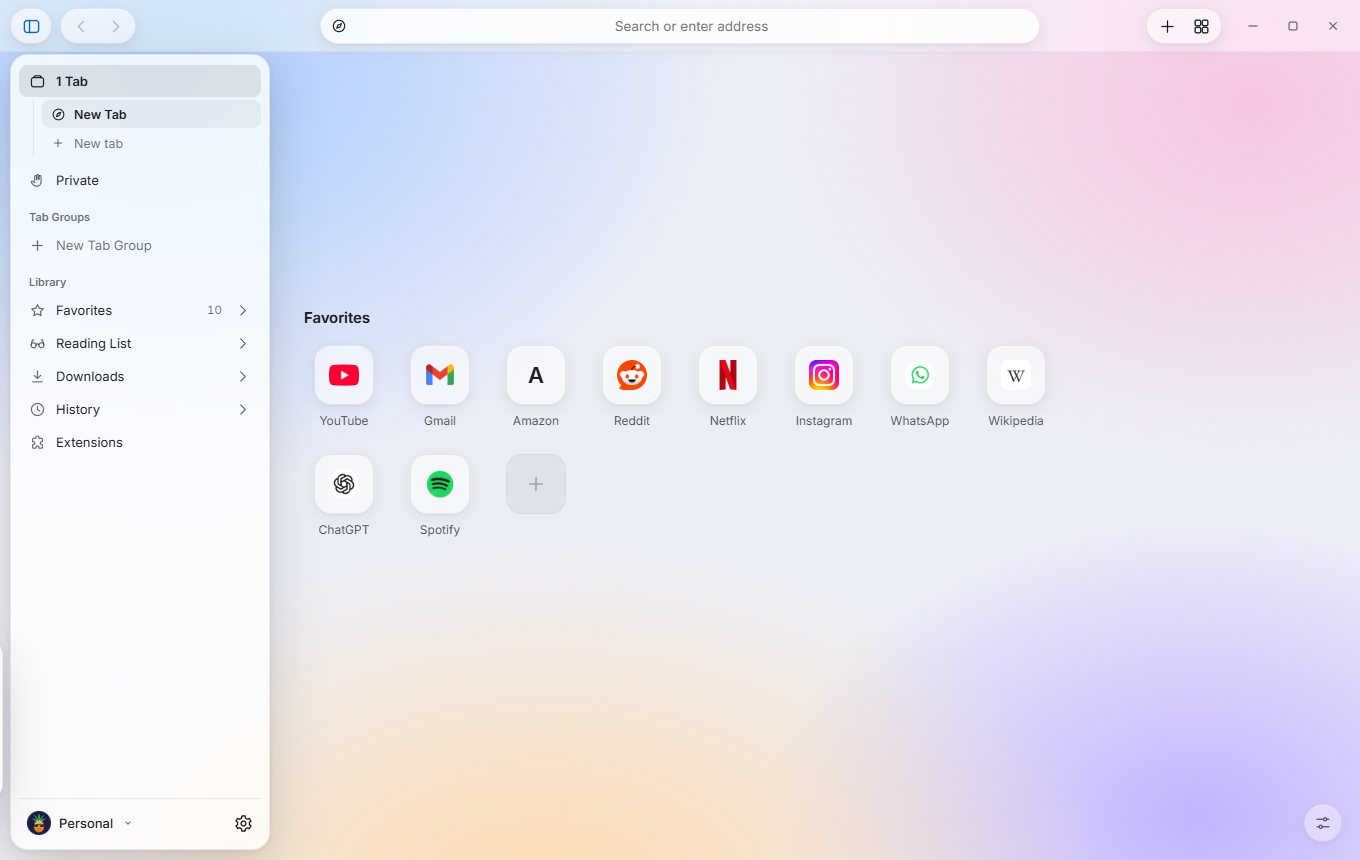 Search or enter address
1 Tab
New Tab
New tab
Private
Tab Groups
New Tab Group
Library
Favorites 10
Reading List
Downloads
History
Extensions
Personal
Favorites
A
W
YouTube Gmail Amazon Reddit Netflix Instagram WhatsApp Wikipedia
ChatGPT Spotify